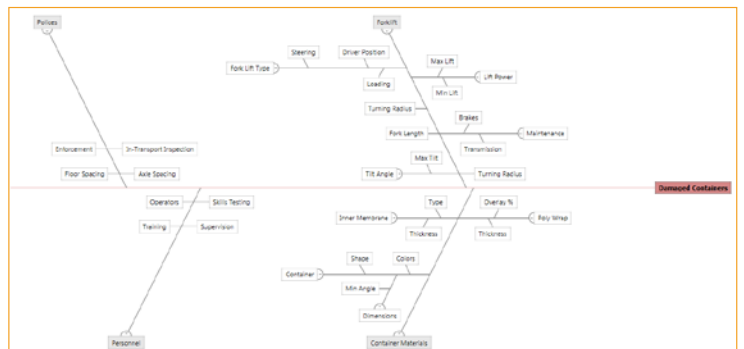 Polices
Forklift
Steering
Driver Position
Max Lift
Fork Lift Type
Lift Power
Leading
Min Lift
Turning Radius
Brakes
Fork Length
Maintenance
Enforcement
In-Transport Inspection
Transmission
Max Tilt
Floor Spacing
Axle Spacing
Tilt Angle
Turning Radius
Damaged Containers
Operators
Skills Testing
Type
Overlay %
Inner Membrane
Poly Wrap
Training
Supervision
Thickness
Thickness
Shape
Colors
Container
Min Angle
Dimensions
Personnel
Container Materials